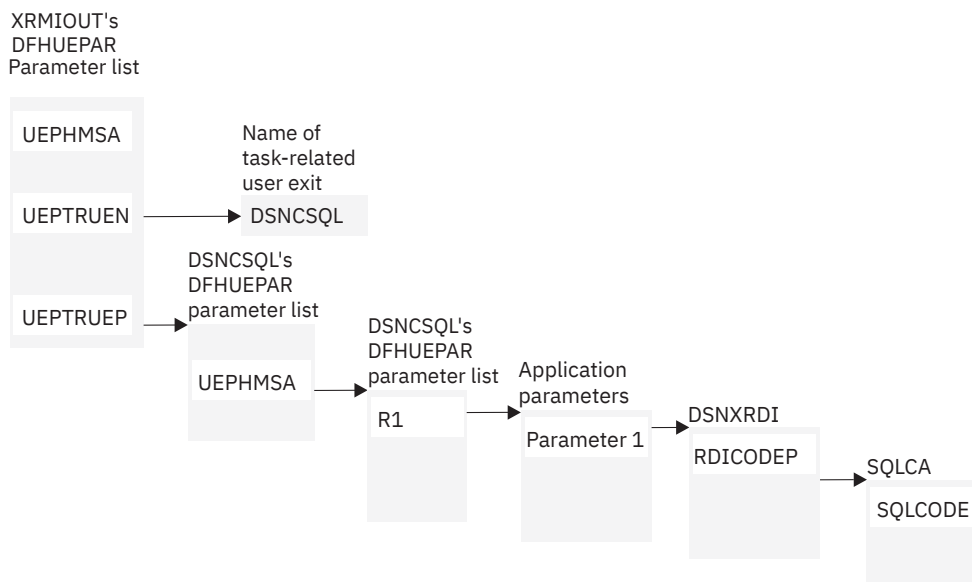 XRMIOUT's
DFHUEPAR
Parameter list
UEPHMSA
Name of
task-related
user exit
UEPTRUEN
DSNCSQL
DSNCSQL's
DFHUEPAR
parameter list
UEPTRUEP
UEPHMSA
DSNCSQL's
DFHUEPAR
parameter list
R1
Application
parameters
Parameter 1
DSNXRDI
RDICODEP
SQLCA
SQLCODE